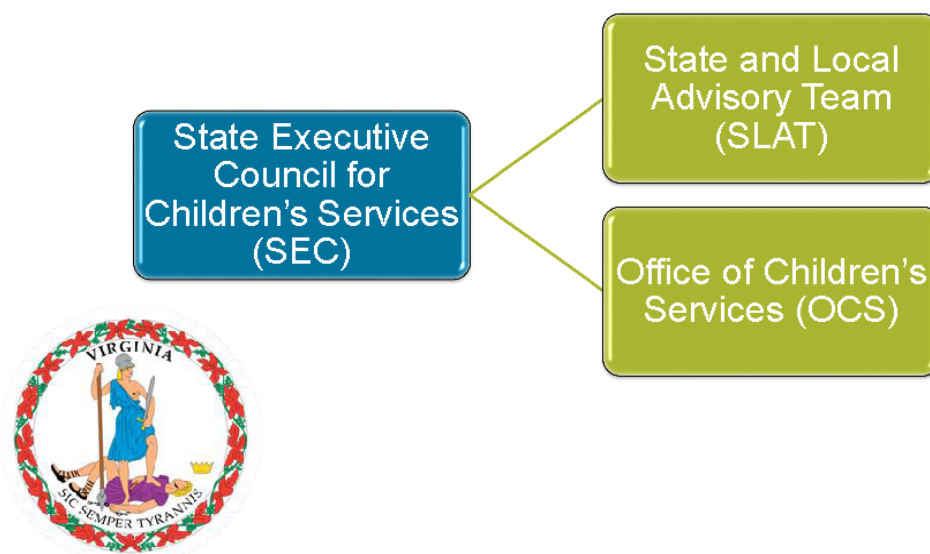 State and Local
Advisory Team
(SLAT)
State Executive
Council for
Children's Services
(SEC)
Office of Children's
Services (OCS)
VIRGINIA
SIC SEMPER TYRANNIS